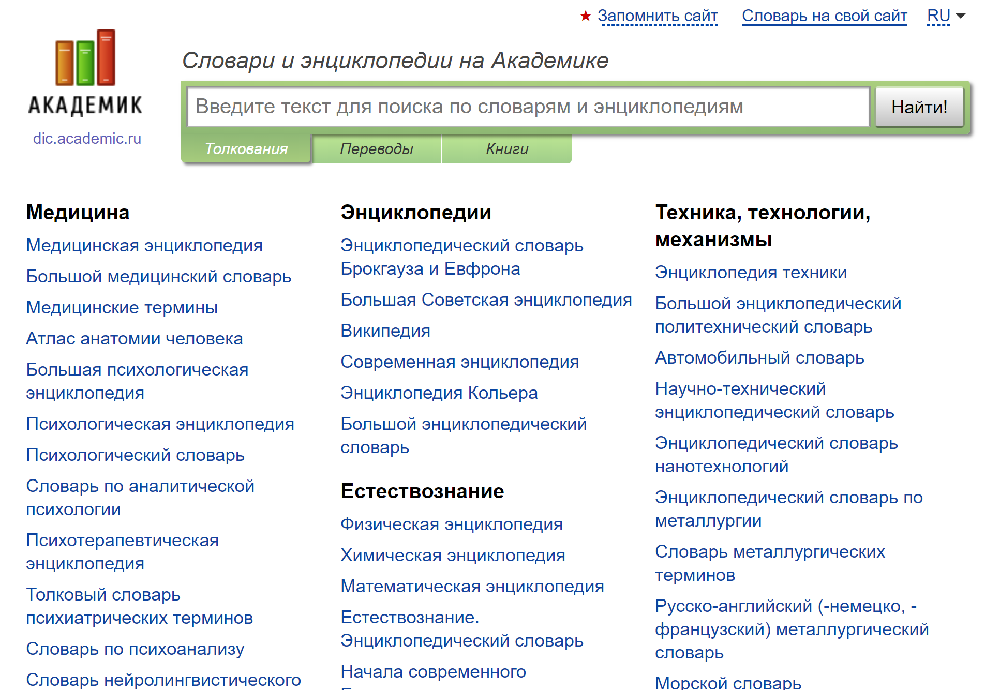 ★ Запомнить сайт Словарь на свой сайт RU
АКАДЕМИК
dic.academic.ru
Словари и энциклопедии на Академике
Введите текст для поиска по словарям и энциклопедиям Найти!
Толкования Переводы Книги
Медицина
Медицинская энциклопедия
Большой медицинский словарь
Медицинские термины
Атлас анатомии человека
Большая психологическая
энциклопедия
Психологическая энциклопедия
Психологический словарь
Словарь по аналитической
психологии
Психотерапевтическая
энциклопедия
Толковый словарь
психиатрических терминов
Словарь по психоанализу
Словарь нейролингвистического
Энциклопедии
Энциклопедический словарь
Брокгауза и Евфрона
Большая Советская энциклопедия
Википедия
Современная энциклопедия
Энциклопедия Кольера
Большой энциклопедический
словарь
Естествознание
Физическая энциклопедия
Химическая энциклопедия
Математическая энциклопедия
Естествознание.
Энциклопедический словарь
Начала современного
Техника, технологии,
механизмы
Энциклопедия техники
Большой энциклопедический
политехнический словарь
Автомобильный словарь
Научно-технический
энциклопедический словарь
Энциклопедический словарь
нанотехнологий
Энциклопедический словарь по
металлургии
Словарь металлургических
терминов
Русско-английский (-немецко, -
французский) металлургический
словарь
Морской словарь